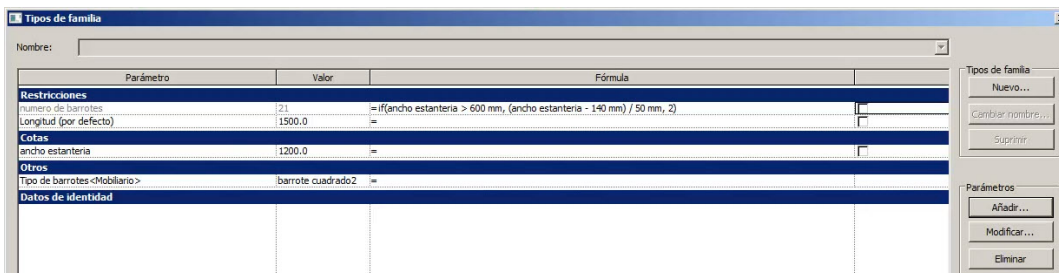 Tipos de familia
Nombre:
Parámetro Valor Fórmula
Restricciones
numero de barrotes 21 =if(ancho estanteria > 600 mm, (ancho estanteria - 140 mm) / 50 mm, 2)
Longitud (por defecto) 1500.0 =
Cotas
ancho estanteria 1200.0 =
Otros
Tipo de barrotes<Mobiliario> barrote cuadrado2 =
Datos de identidad
Tipos de familia
Nuevo...
Cambiar nombre...
Suprimir
Parámetros
Añadir...
Modificar...
Eliminar